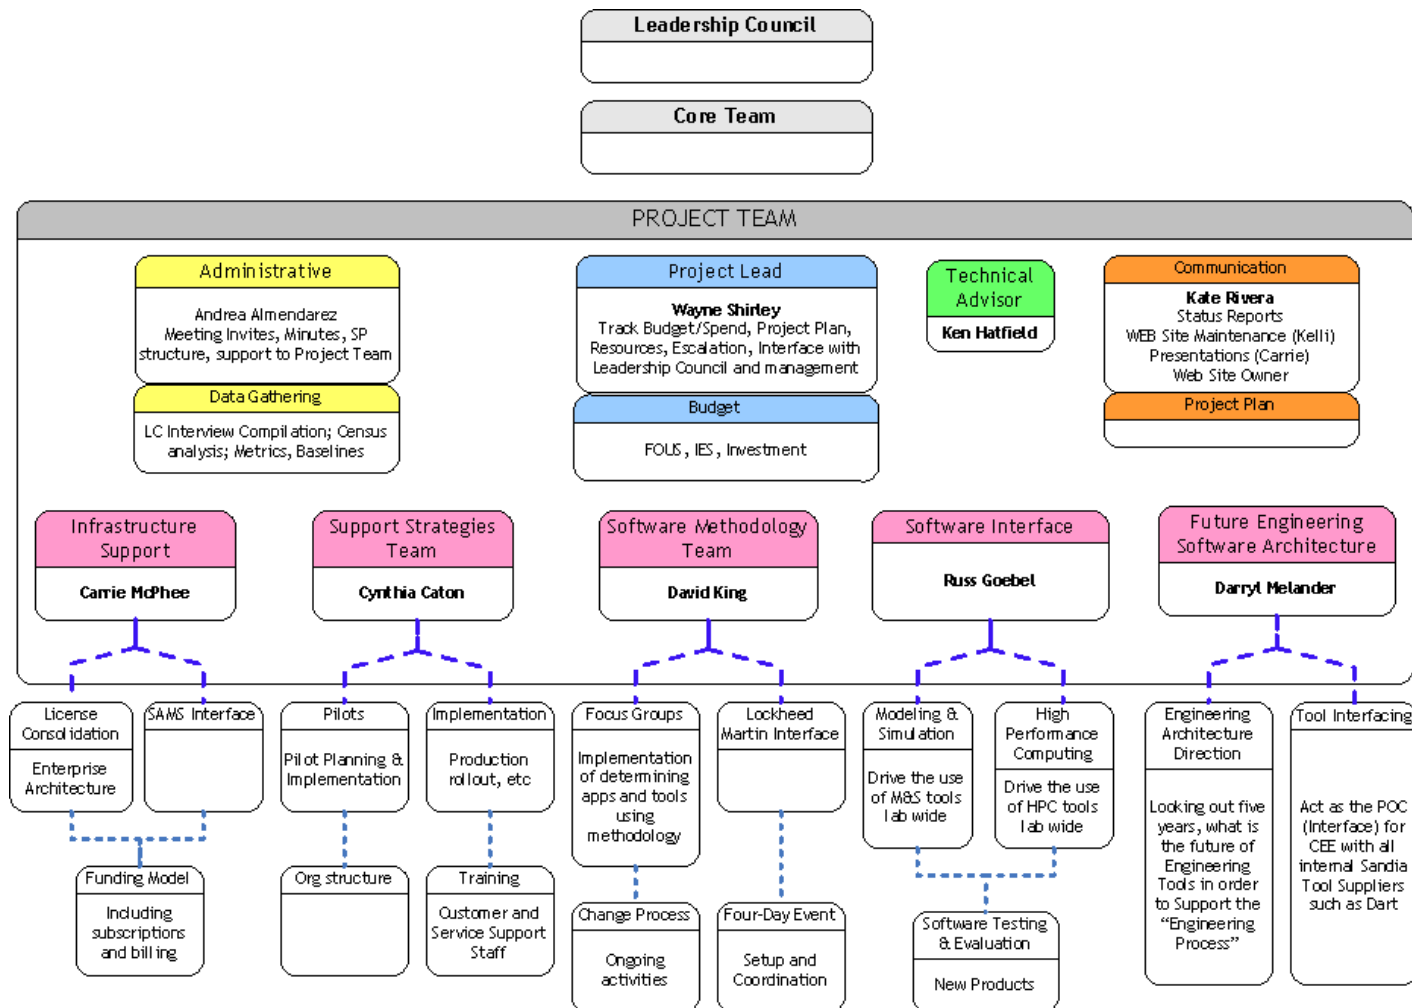 Leadership Council
Core Team
PROJECT TEAM
Administrative
Andrea Almendarez
Meeting Invites, Minutes, SP
structure, support to Project Team
Data Gathering
LC Interview Compilation; Census
analysis; Metrics, Baselines
Project Lead
Wayne Shirley
Track Budget/Spend, Project Plan,
Resources, Escalation, Interface with
Leadership Council and management
Budget
FOUS, IES, Investment
Technical
Advisor
Ken Hatfield
Communication
Kate Rivera
Status Reports
WEB Site Maintenance (Kelli)
Presentations (Carrie)
Web Site Owner
Project Plan
Infrastructure
Support
Carrie McPhee
Support Strategies
Team
Cynthia Caton
Software Methodology
Team
David King
Software Interface
Russ Goebel
Future Engineering
Software Architecture
Darryl Melander
License
Consolidation
Enterprise
Architecture
SAMS Interface
Funding Model
Including
subscriptions
and billing
Pilots
Pilot Planning &
Implementation
Org structure
Implementation
Production
rollout, etc
Training
Customer and
Service Support
Staff
Focus Groups
Implementation
of determining
apps and tools
using
methodology
Change Process
Ongoing
activities
Lockheed
Martin Interface
Four-Day Event
Setup and
Coordination
Modeling &
Simulation
Drive the use
of M&S tools
lab wide
High
Performance
Computing
Drive the use
of HPC tools
lab wide
Software Testing
& Evaluation
New Products
Engineering
Architecture
Direction
Looking out five
years, what is
the future of
Engineering
Tools in order
to Support the
“Engineering
Process”
Tool Interfacing
Act as the POC
(Interface) for
CEE with all
internal Sandia
Tool Suppliers
such as Dart